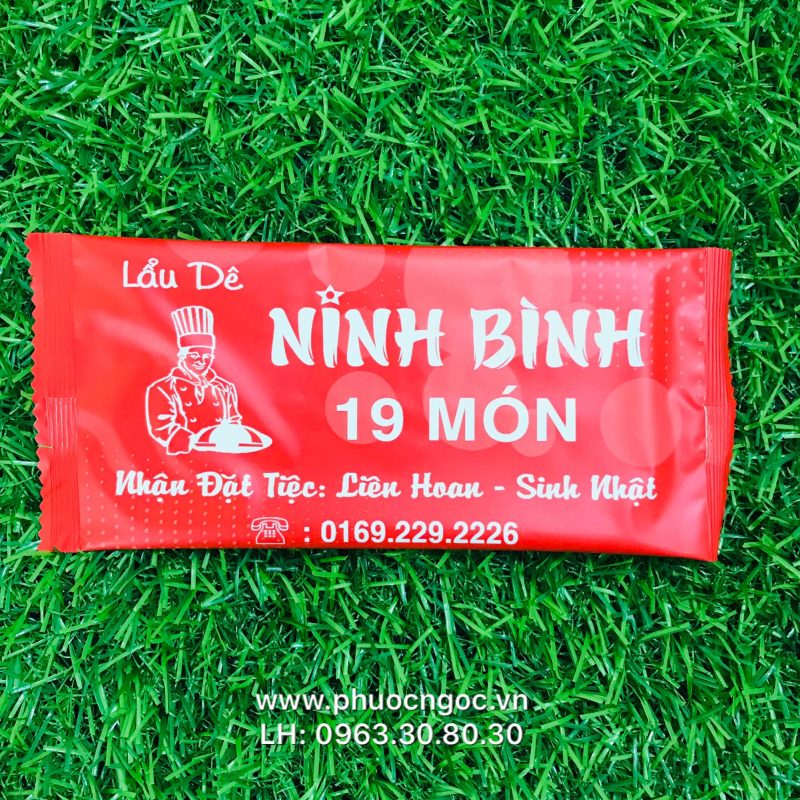 Lẩu Dê
NINH BÌNH
19 MÓN
Nhận Đặt Tiệc: Liên Hoan - Sinh Nhật
: 0169.229.2226
www.phuocngoc.vn
LH: 0963.30.80.30